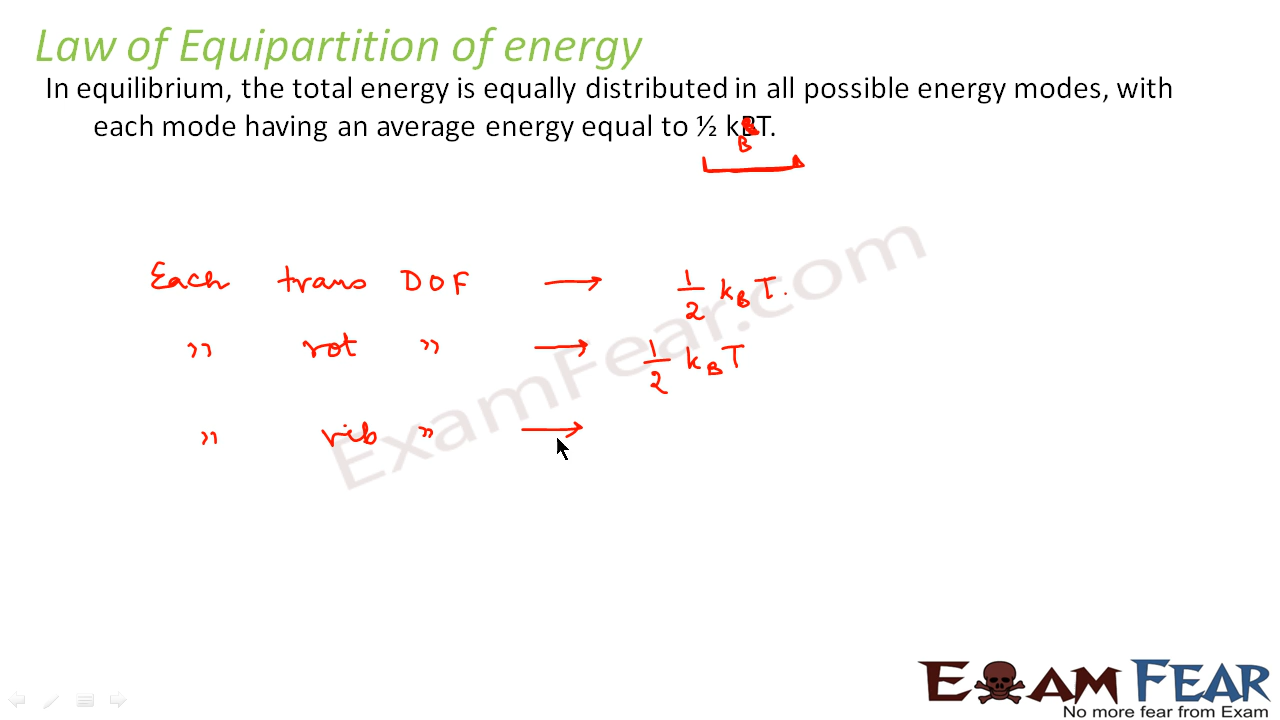 Law of Equipartition of energy
In equilibrium, the total energy is equally distributed in all possible energy modes, with
each mode having an average energy equal to ½ kBT.
B
Each trans DOF → 1/2 kBT.
" rot " → 1/2 kBT
" vib " →
ExamFear.com
EXAM FEAR
No more fear from Exam